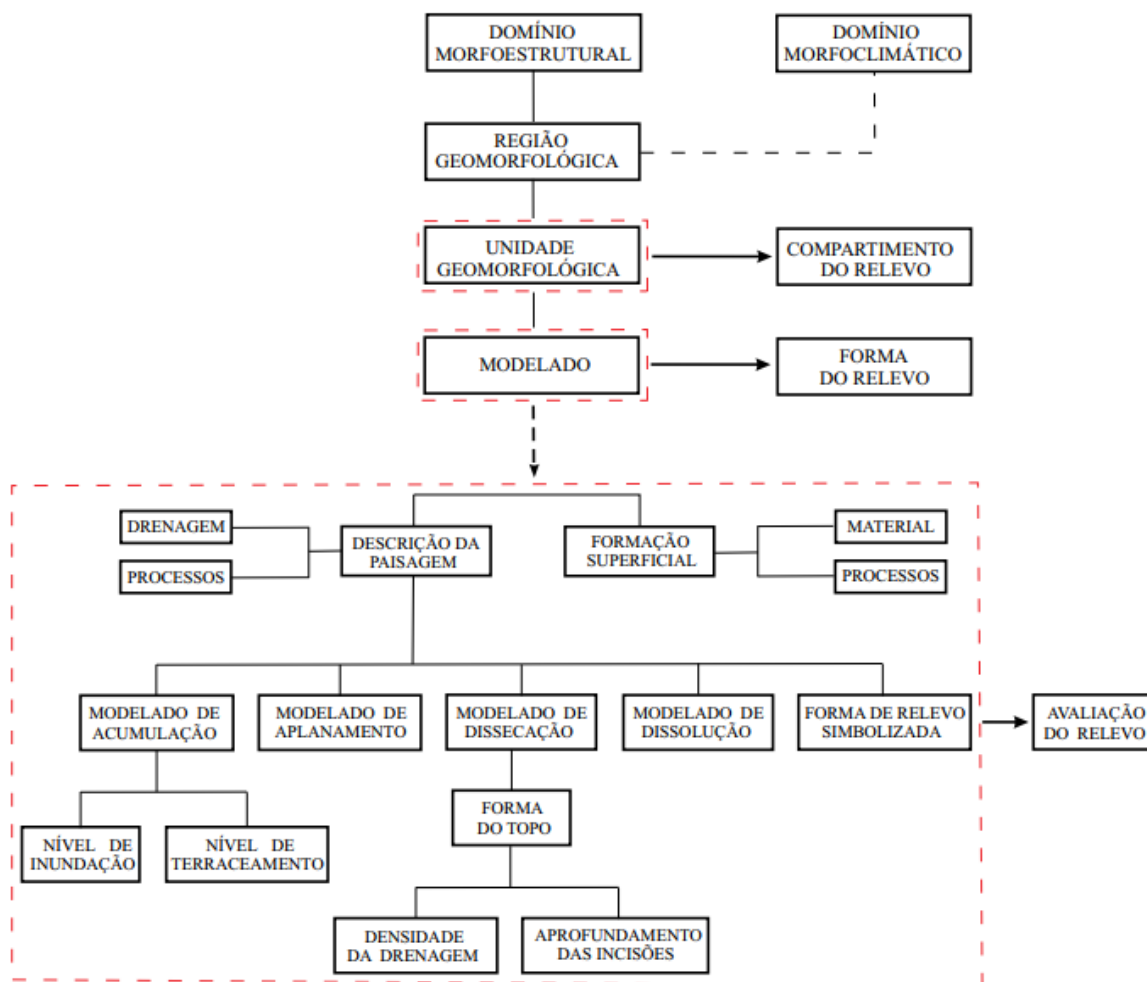 DOMÍNIO
MORFOESTRUTURAL
DOMÍNIO
MORFOCLIMÁTICO
REGIÃO
GEOMORFOLÓGICA
UNIDADE
GEOMORFOLÓGICA
COMPARTIMENTO
DO RELEVO
MODELADO
FORMA
DO RELEVO
DRENAGEM
PROCESSOS
DESCRIÇÃO DA
PAISAGEM
FORMAÇÃO
SUPERFICIAL
MATERIAL
PROCESSOS
MODELADO DE
ACUMULAÇÃO
MODELADO DE
APLANAMENTO
MODELADO DE
DISSECAÇÃO
MODELADO DE
DISSOLUÇÃO
FORMA DE RELEVO
SIMBOLIZADA
AVALIAÇÃO
DO RELEVO
NÍVEL DE
INUNDAÇÃO
NÍVEL DE
TERRACEAMENTO
FORMA
DO TOPO
DENSIDADE
DA DRENAGEM
APROFUNDAMENTO
DAS INCISÕES